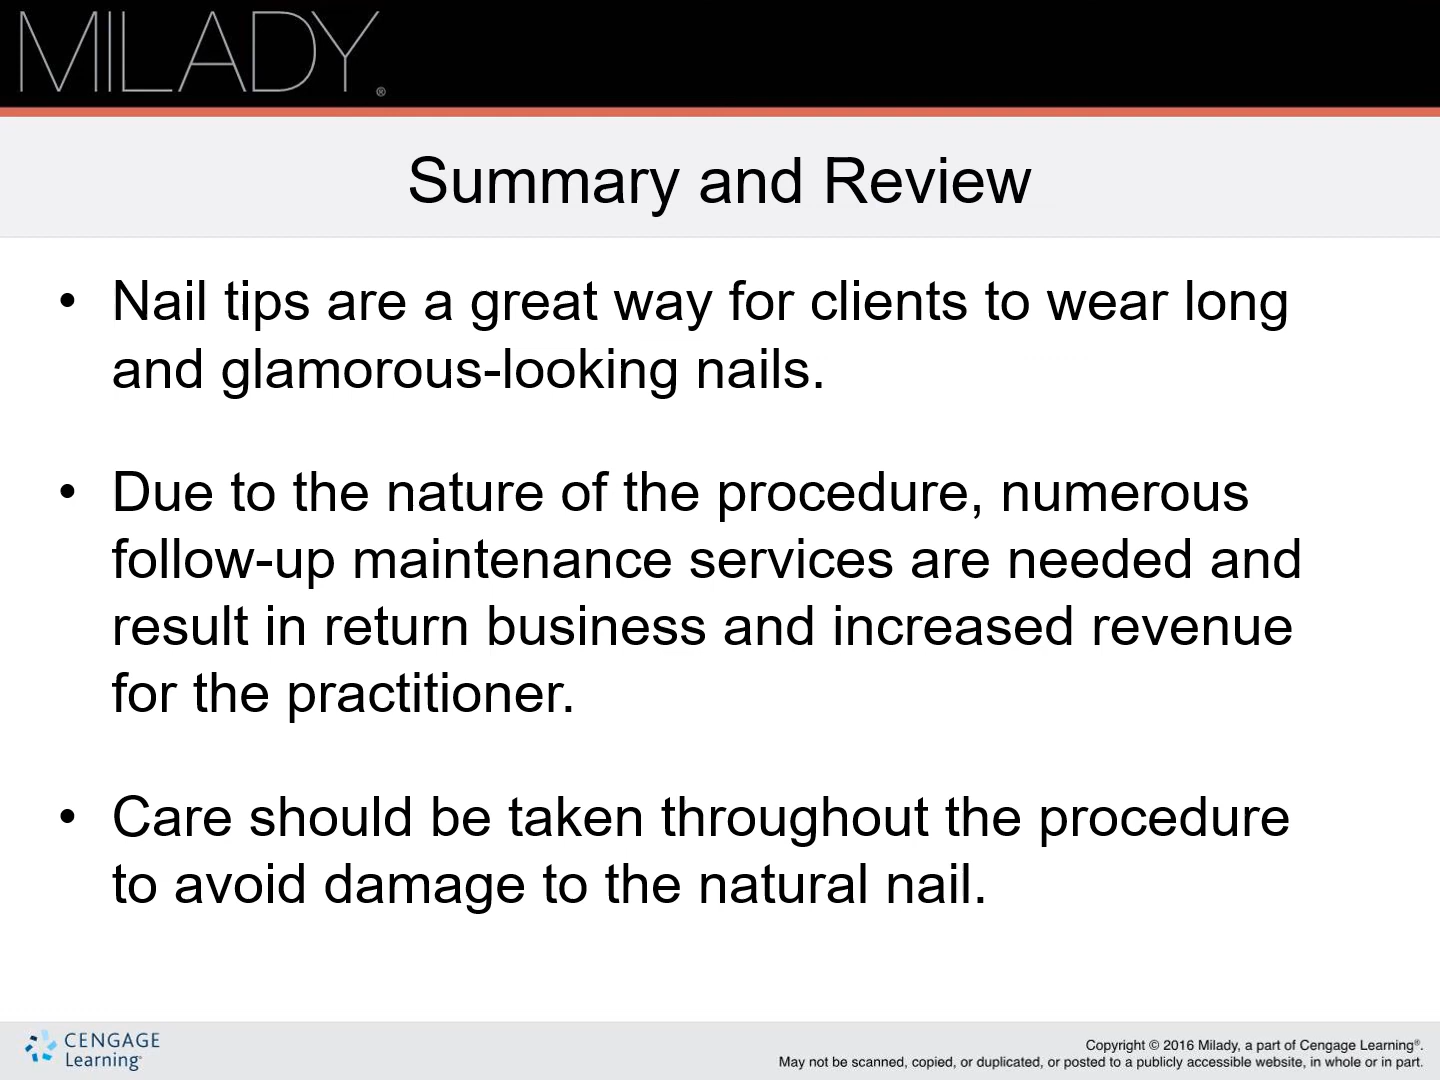 MILADY®
Summary and Review
• Nail tips are a great way for clients to wear long
and glamorous-looking nails.
• Due to the nature of the procedure, numerous
follow-up maintenance services are needed and
result in return business and increased revenue
for the practitioner.
• Care should be taken throughout the procedure
to avoid damage to the natural nail.
CENGAGE
Learning®
Copyright © 2016 Milady, a part of Cengage Learning®.
May not be scanned, copied, or duplicated, or posted to a publicly accessible website, in whole or in part.